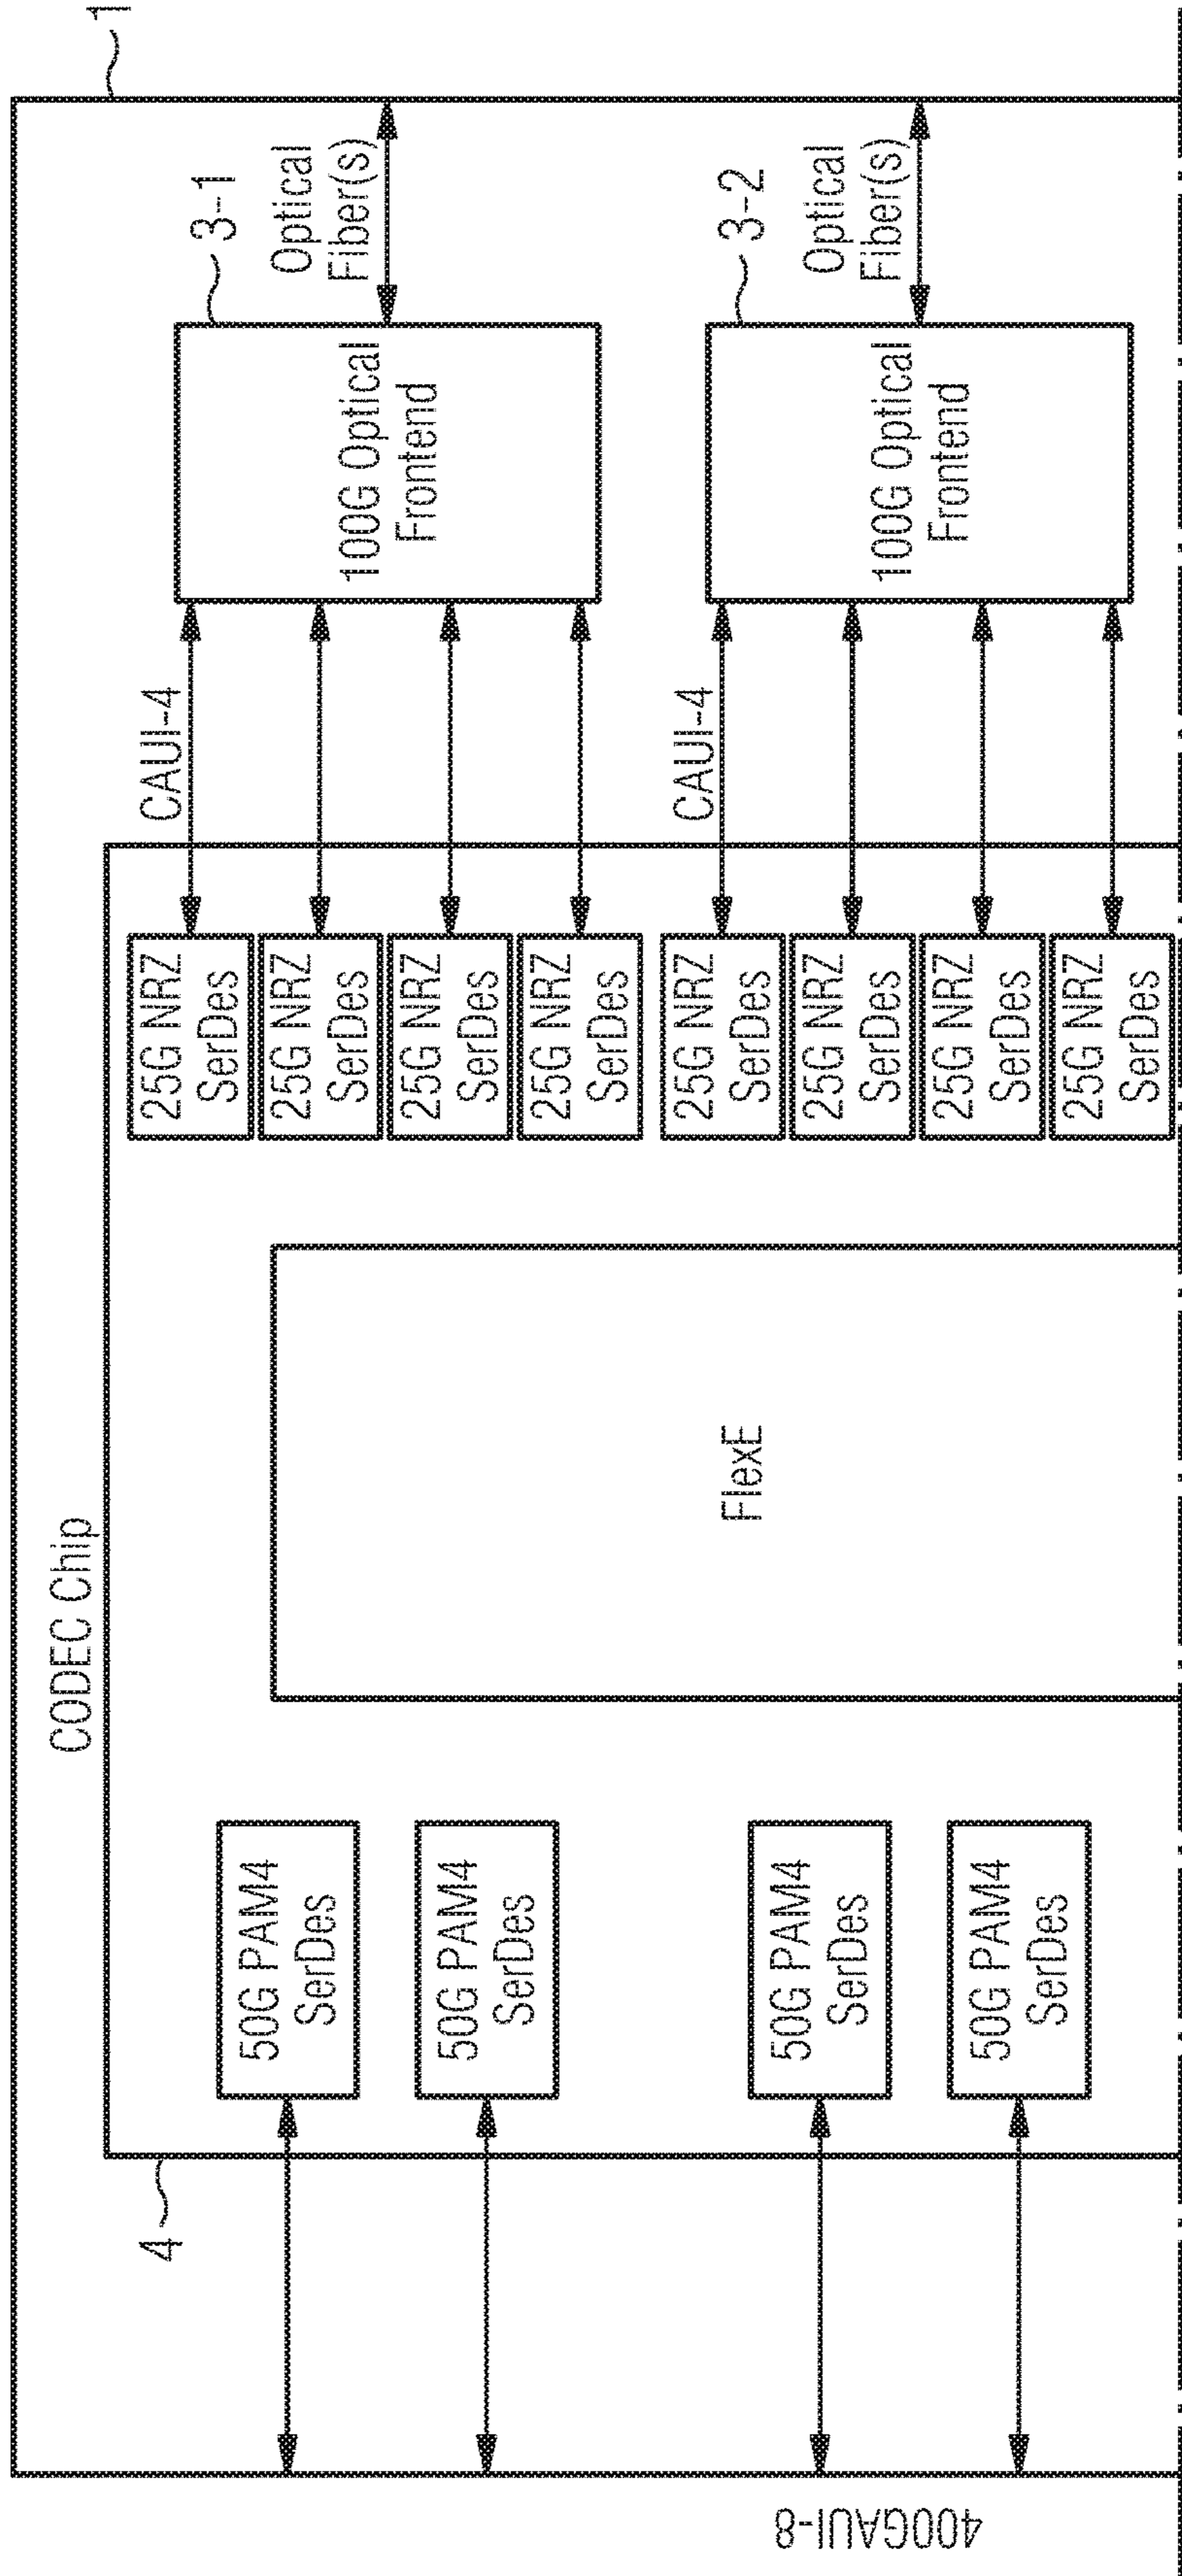 1
CODEC Chip
4
50G PAM4
SerDes
50G PAM4
SerDes
50G PAM4
SerDes
50G PAM4
SerDes
400GAUI-8
FlexE
25G NRZ
SerDes
25G NRZ
SerDes
25G NRZ
SerDes
25G NRZ
SerDes
25G NRZ
SerDes
25G NRZ
SerDes
25G NRZ
SerDes
25G NRZ
SerDes
CAUI-4
CAUI-4
100G Optical
Frontend
3-1
Optical
Fiber(s)
100G Optical
Frontend
3-2
Optical
Fiber(s)